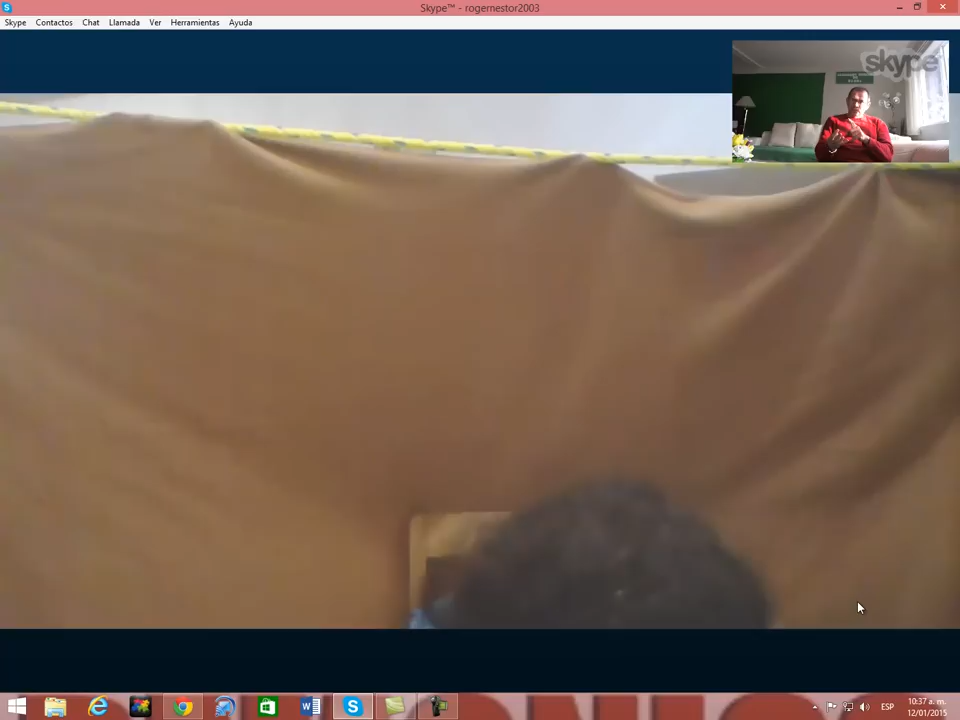 Skype™ - rogernestor2003
Skype Contactos Chat Llamada Ver Herramientas Ayuda
skype
ESP
10:37 a. m.
12/01/2015